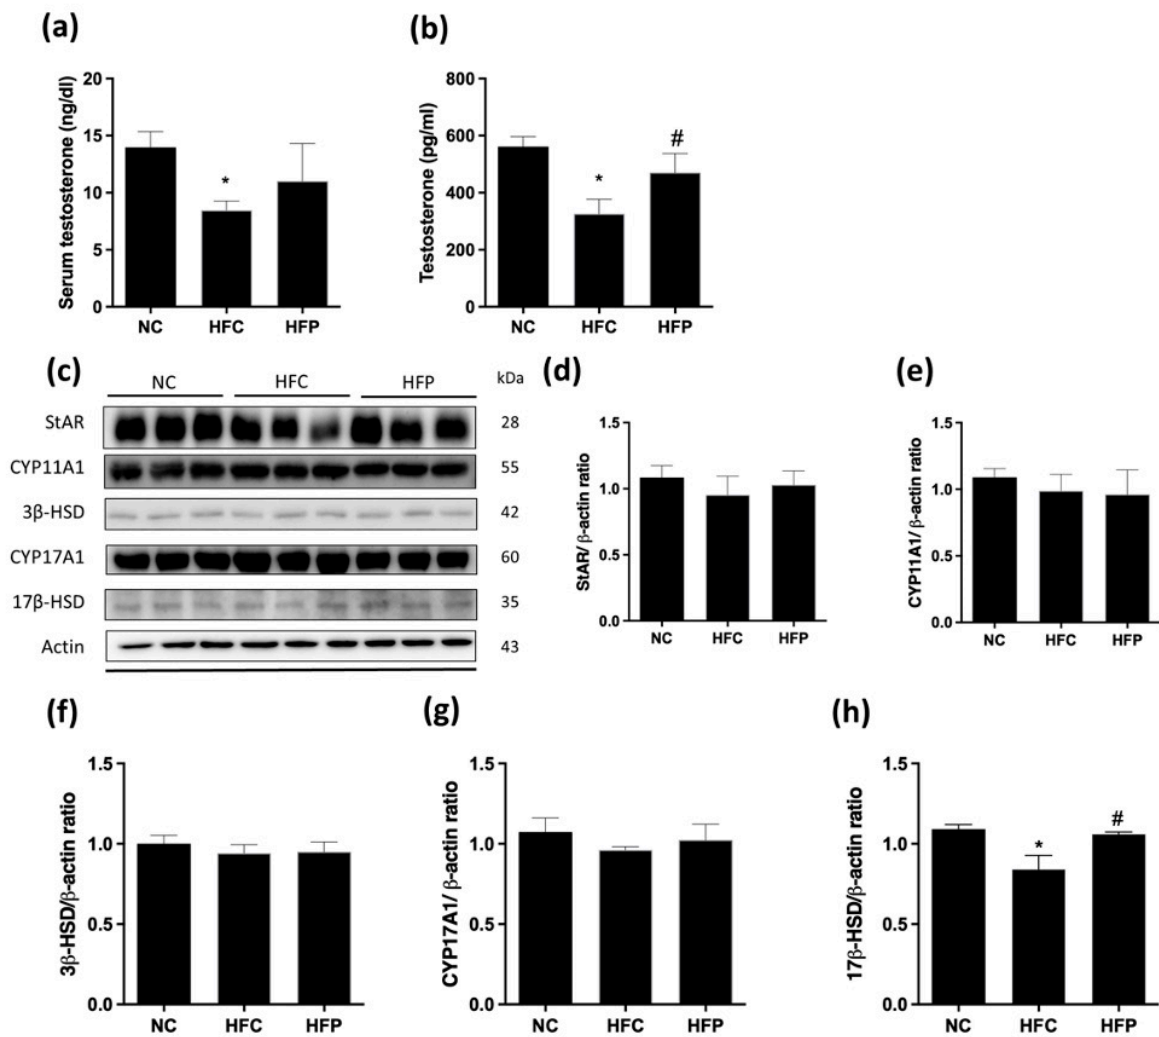 (a)
Serum testosterone (ng/dl)
20
15
10
5
0
*
NC HFC HFP
(b)
Testosterone (pg/ml)
800
600
400
200
0
*
#
NC HFC HFP
(c)
NC HFC HFP kDa
StAR 28
CYP11A1 55
3β-HSD 42
CYP17A1 60
17β-HSD 35
Actin 43
(d)
StAR/ β-actin ratio
1.5
1.0
0.5
0.0
NC HFC HFP
(e)
CYP11A1/ β-actin ratio
1.5
1.0
0.5
0.0
NC HFC HFP
(f)
3β-HSD/β-actin ratio
1.5
1.0
0.5
0.0
NC HFC HFP
(g)
CYP17A1/ β-actin ratio
1.5
1.0
0.5
0.0
NC HFC HFP
(h)
17β-HSD/β-actin ratio
1.5
1.0
0.5
0.0
*
#
NC HFC HFP